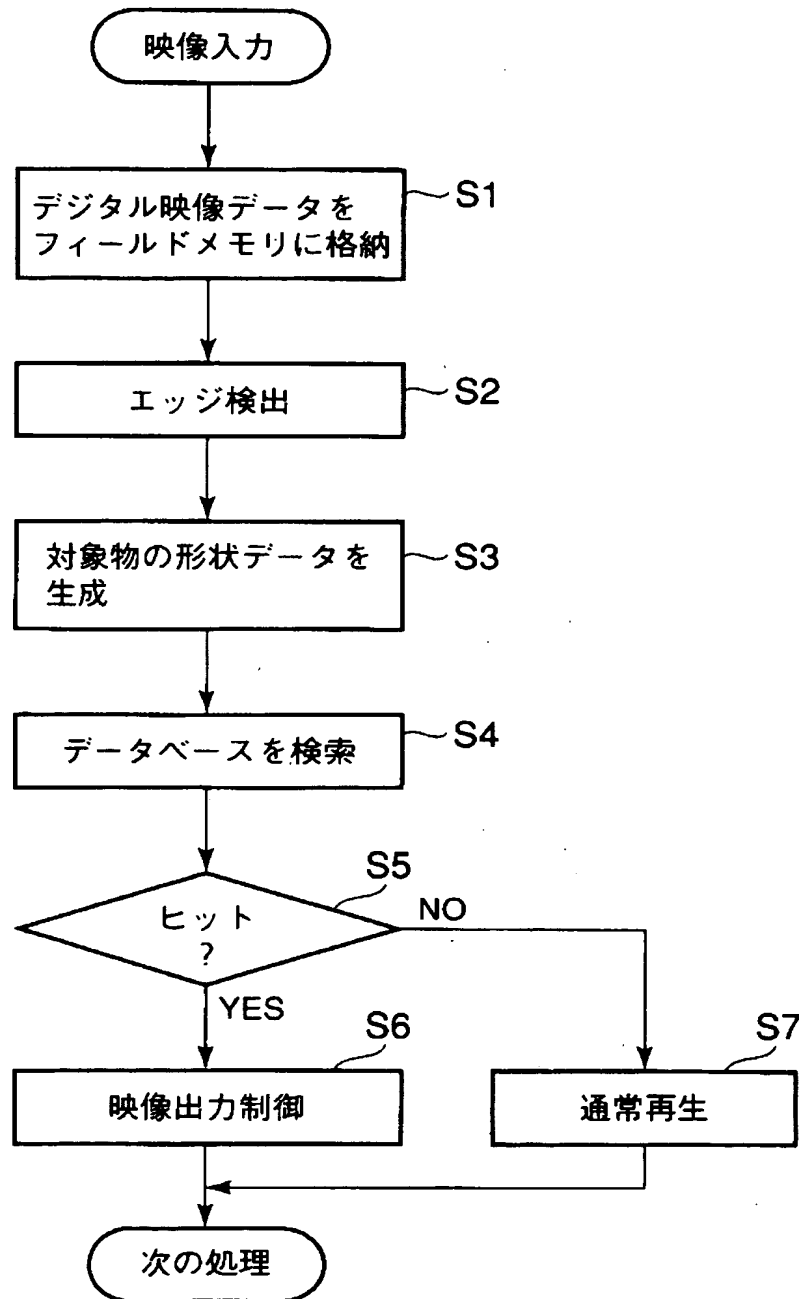 映像入力
デジタル映像データを
フィールドメモリに格納
S1
エッジ検出
S2
対象物の形状データを
生成
S3
データベースを検索
S4
ヒット
?
S5
NO
YES
映像出力制御
S6
通常再生
S7
次の処理